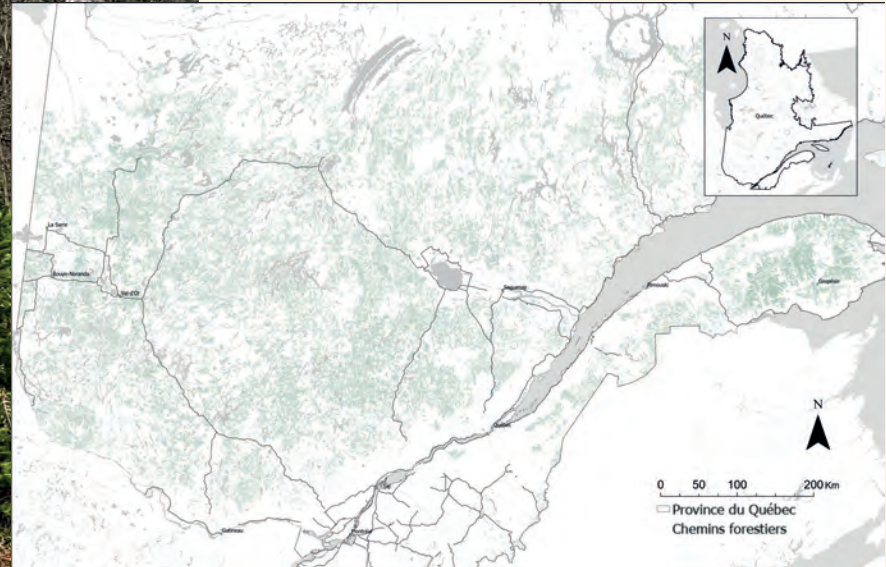 N
Québec
La Sarre
Rouyn-Noranda
Val-d'Or
Saguenay
Rimouski
Québec
Gatineau
Montréal
N
0 50 100 200 Km
Province du Québec
Chemins forestiers